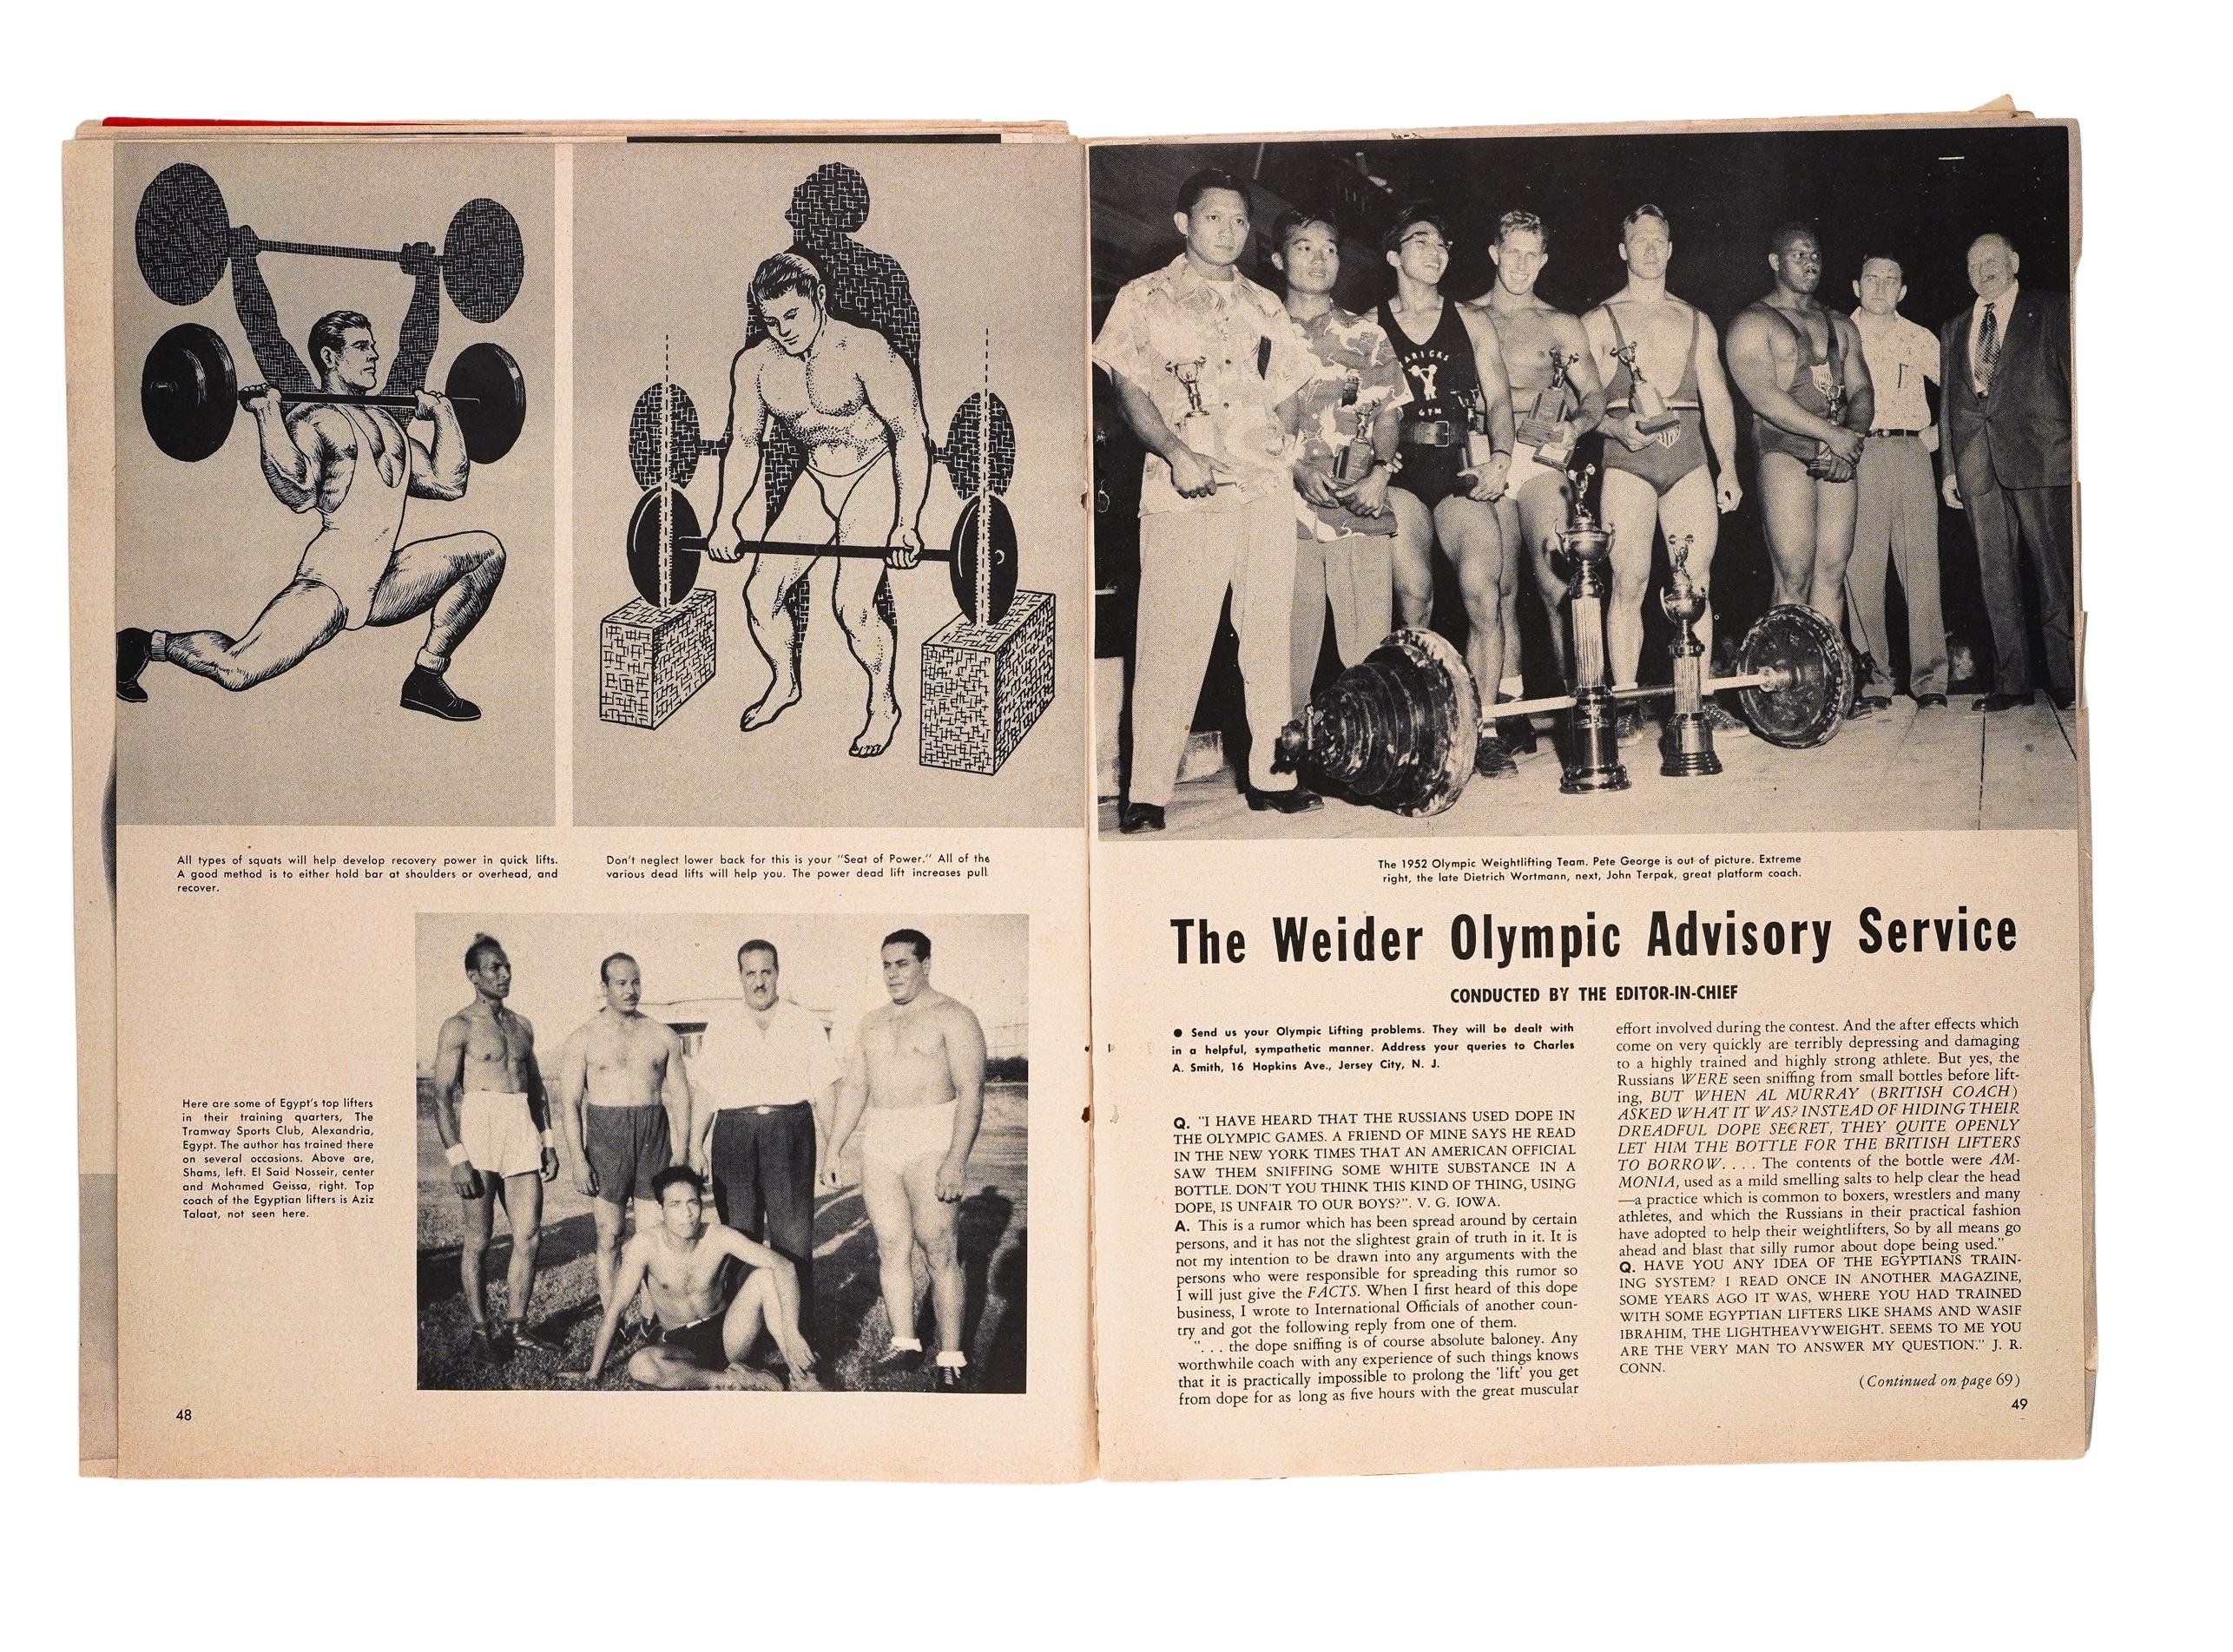 All types of squats will help develop recovery power in quick lifts.
A good method is to either hold bar at shoulders or overhead, and
recover.
Don't neglect lower back for this is your "Seat of Power." All of the
various dead lifts will help you. The power dead lift increases pull
Here are some of Egypt's top lifters
in their training quarters, The
Tramway Sports Club, Alexandria,
Egypt. The author has trained there
on several occasions. Above are,
Shams, left. El Said Nosseir, center
and Mohamed Geissa, right. Top
coach of the Egyptian lifters is Aziz
Talaat, not seen here.
48
GYM
The 1952 Olympic Weightlifting Team. Pete George is out of picture. Extreme
right, the late Dietrich Wortmann, next, John Terpak, great platform coach.
The Weider Olympic Advisory Service
CONDUCTED BY THE EDITOR-IN-CHIEF
● Send us your Olympic Lifting problems. They will be dealt with
in a helpful, sympathetic manner. Address your queries to Charles
A. Smith, 16 Hopkins Ave., Jersey City, N. J.
Q. "I HAVE HEARD THAT THE RUSSIANS USED DOPE IN
THE OLYMPIC GAMES. A FRIEND OF MINE SAYS HE READ
IN THE NEW YORK TIMES THAT AN AMERICAN OFFICIAL
SAW THEM SNIFFING SOME WHITE SUBSTANCE IN A
BOTTLE. DON'T YOU THINK THIS KIND OF THING, USING
DOPE, IS UNFAIR TO OUR BOYS?". V. G. IOWA.
A. This is a rumor which has been spread around by certain
persons, and it has not the slightest grain of truth in it. It is
not my intention to be drawn into any arguments with the
persons who were responsible for spreading this rumor so
I will just give the FACTS. When I first heard of this dope
business, I wrote to International Officials of another coun-
try and got the following reply from one of them.
". . . the dope sniffing is of course absolute baloney. Any
worthwhile coach with any experience of such things knows
that it is practically impossible to prolong the 'lift' you get
from dope for as long as five hours with the great muscular
effort involved during the contest. And the after effects which
come on very quickly are terribly depressing and damaging
to a highly trained and highly strong athlete. But yes, the
Russians WERE seen sniffing from small bottles before lift-
ing, BUT WHEN AL MURRAY (BRITISH COACH)
ASKED WHAT IT WAS? INSTEAD OF HIDING THEIR
DREADFUL DOPE SECRET, THEY QUITE OPENLY
LET HIM THE BOTTLE FOR THE BRITISH LIFTERS
TO BORROW. . . . The contents of the bottle were AM-
MONIA, used as a mild smelling salts to help clear the head
—a practice which is common to boxers, wrestlers and many
athletes, and which the Russians in their practical fashion
have adopted to help their weightlifters, So by all means go
ahead and blast that silly rumor about dope being used."
Q. HAVE YOU ANY IDEA OF THE EGYPTIANS TRAIN-
ING SYSTEM? I READ ONCE IN ANOTHER MAGAZINE,
SOME YEARS AGO IT WAS, WHERE YOU HAD TRAINED
WITH SOME EGYPTIAN LIFTERS LIKE SHAMS AND WASIF
IBRAHIM, THE LIGHTHEAVYWEIGHT. SEEMS TO ME YOU
ARE THE VERY MAN TO ANSWER MY QUESTION." J. R.
CONN.
(Continued on page 69)
49